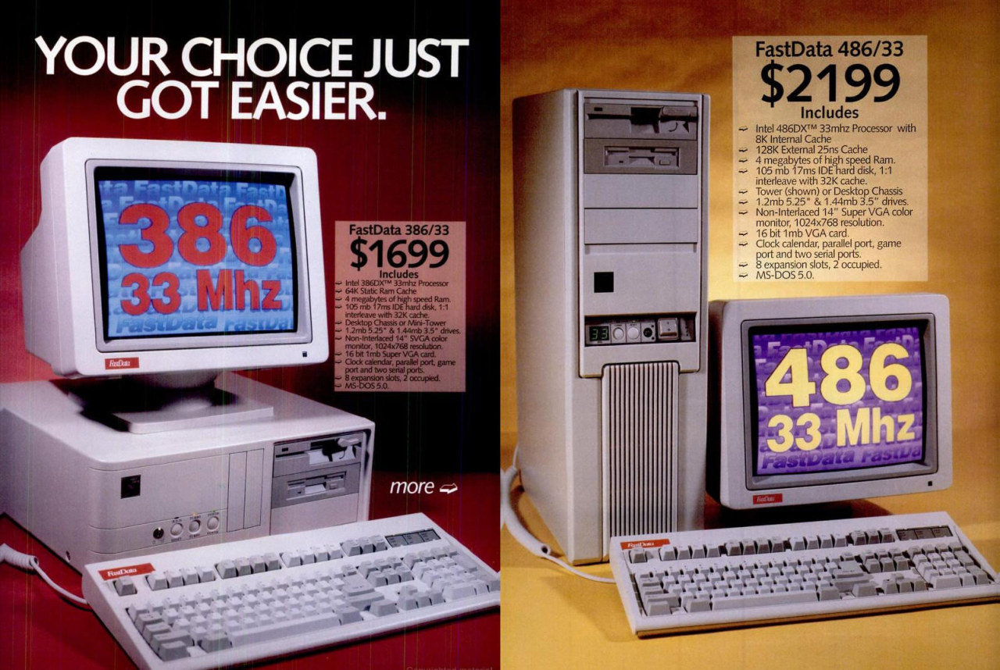 YOUR CHOICE JUST
GOT EASIER.
386
33 Mhz
FastData
FastData
FastData 386/33
$1699
Includes
Intel 386DX™ 33mhz Processor
64K Static Ram Cache
4 megabytes of high speed Ram.
105 mb 17ms IDE hard disk, 1:1
interleave with 32K cache.
Desktop Chassis or Mini-Tower
1.2mb 5.25" & 1.44mb 3.5" drives.
Non-Interlaced 14" SVGA color
monitor, 1024x768 resolution.
16 bit 1mb Super VGA card.
Clock calendar, parallel port, game
port and two serial ports.
8 expansion slots, 2 occupied.
MS-DOS 5.0.
more
FastData
FastData 486/33
$2199
Includes
Intel 486DX™ 33mhz Processor with
8K Internal Cache
128K External 25ns Cache
4 megabytes of high speed Ram.
105 mb 17ms IDE hard disk, 1:1
interleave with 32K cache.
Tower (shown) or Desktop Chassis
1.2mb 5.25" & 1.44mb 3.5" drives.
Non-Interlaced 14" Super VGA color
monitor, 1024x768 resolution.
16 bit 1mb VGA card.
Clock calendar, parallel port, game
port and two serial ports.
8 expansion slots, 2 occupied.
MS-DOS 5.0.
33
486
33 Mhz
FastData FastDa
FastData
FastData